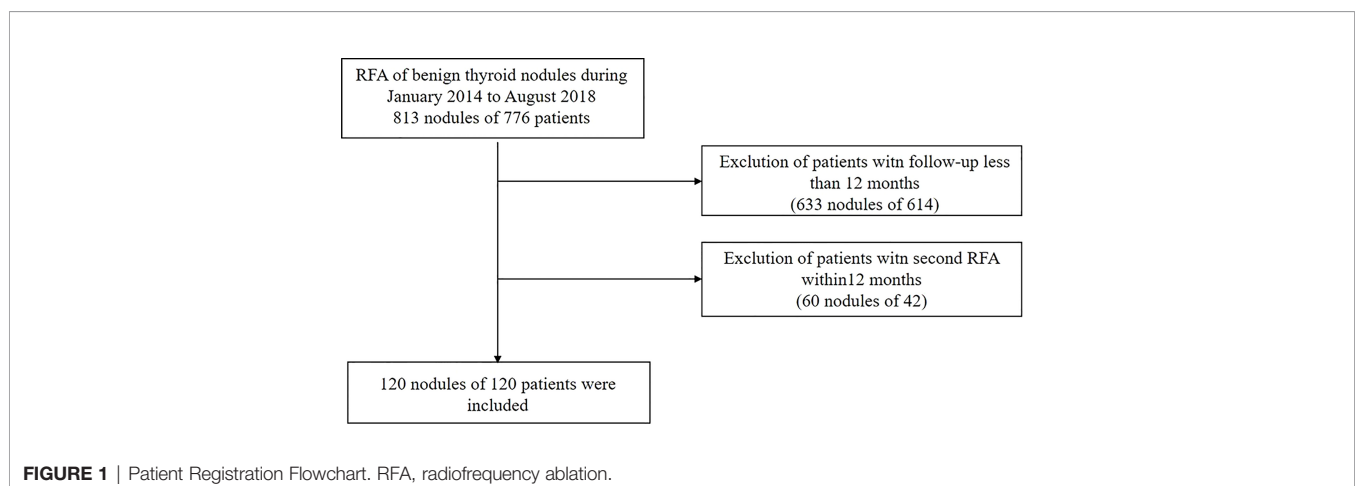 RFA of benign thyroid nodules during
January 2014 to August 2018
813 nodules of 776 patients
Exclution of patients witn follow-up less
than 12 months
(633 nodules of 614)
Exclution of patients witn second RFA
within12 months
(60 nodules of 42)
120 nodules of 120 patients were
included
FIGURE 1 | Patient Registration Flowchart. RFA, radiofrequency ablation.